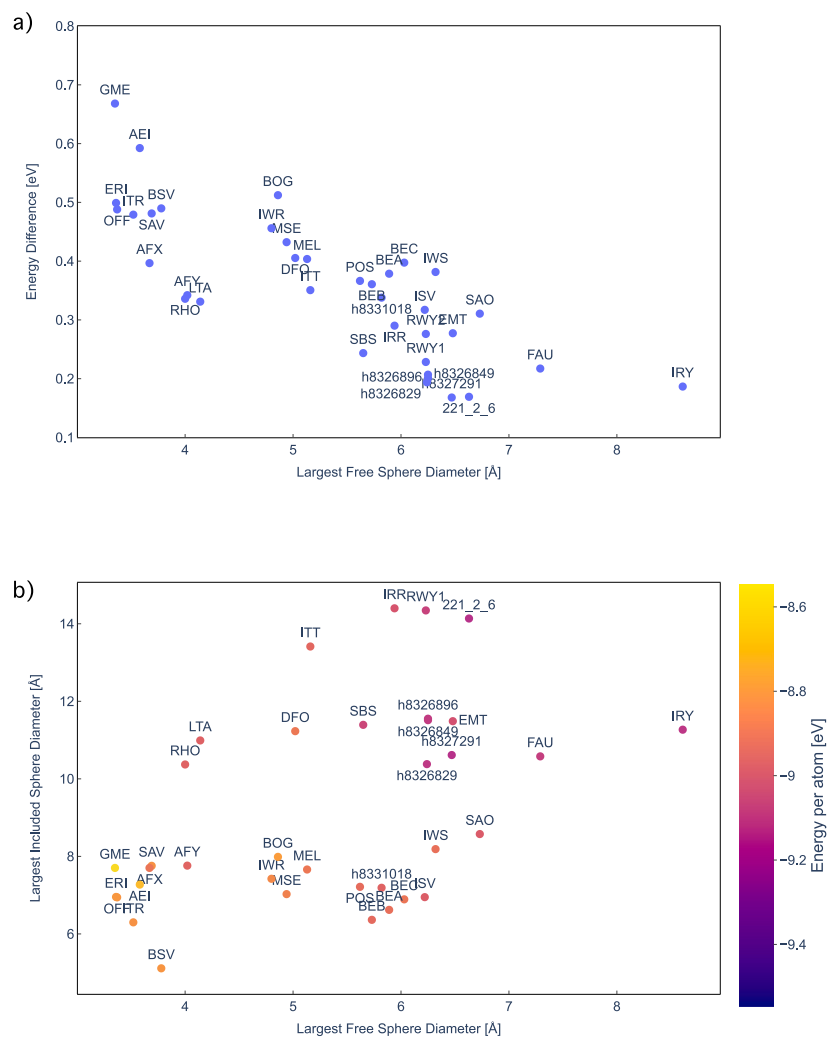 a)
0.8
0.7
0.6
0.5
0.4
0.3
0.2
0.1
Energy Difference [eV]
GME
AEI
ERI
ITR
BSV
OFF
SAV
AFX
AFY
LTA
RHO
BOG
IWR
MSE
MEL
DFO
ITT
POS
BEA
BEC
IWS
BEB
h8331018
ISV
SAO
IRR
RWY2
EMT
SBS
RWY1
FAU
h8326896
h8326849
h8327291
h8326829
221_2_6
IRY
4
5
6
7
8
Largest Free Sphere Diameter [Å]
b)
14
12
10
8
6
Largest Included Sphere Diameter [Å]
IRR
RWY1
221_2_6
ITT
LTA
RHO
DFO
SBS
h8326896
EMT
h8326849
h8327291
h8326829
FAU
IRY
SAO
IWS
GME
SAV
AFY
BOG
MEL
IWR
MSE
ERI
AFX
AEI
OFF
ITR
BSV
h8331018
BEC
ISV
POS
BEA
BEB
4
5
6
7
8
Largest Free Sphere Diameter [Å]
−8.6
−8.8
−9
−9.2
−9.4
Energy per atom [eV]